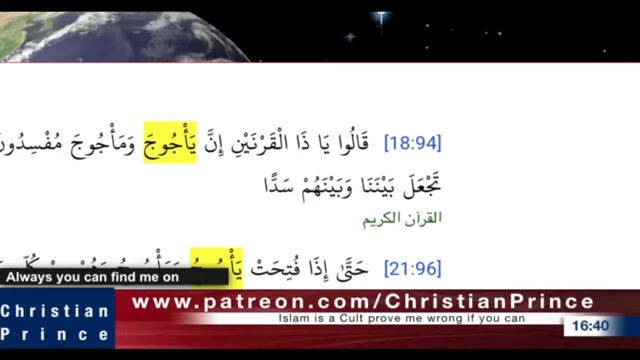 [18:94] قَالُوا يَا ذَا الْقَرْنَيْنِ إِنَّ يَأْجُوجَ وَمَأْجُوجَ مُفْسِدُونَ
تَجْعَلَ بَيْنَنَا وَبَيْنَهُمْ سَدًّا
القرآن الكريم
[21:96] حَتَّىٰ إِذَا فُتِحَتْ يَأْجُوجُ
Always you can find me on
www.patreon.com/ChristianPrince
Islam is a Cult prove me wrong if you can
Christian
Prince
16:40